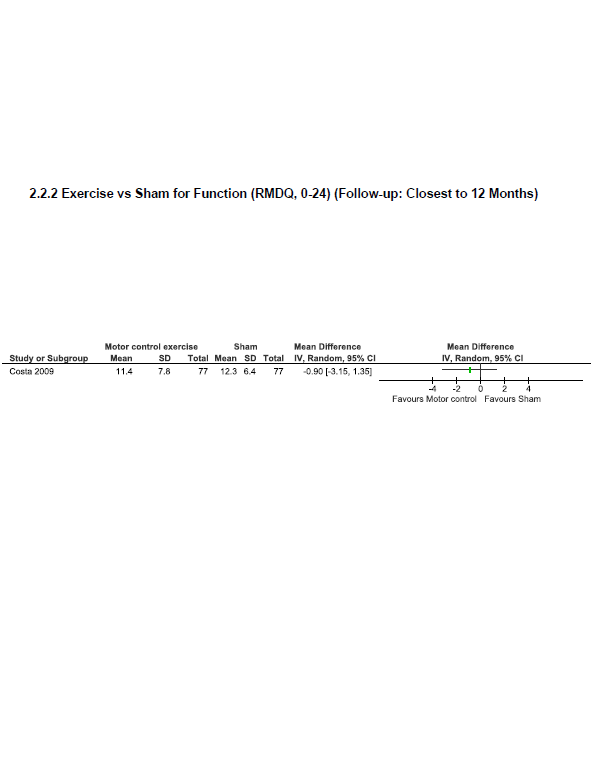 2.2.2 Exercise vs Sham for Function (RMDQ, 0-24) (Follow-up: Closest to 12 Months)
Motor control exercise Sham Mean Difference Mean Difference
Study or Subgroup Mean SD Total Mean SD Total IV, Random, 95% CI IV, Random, 95% CI
Costa 2009 11.4 7.8 77 12.3 6.4 77 -0.90 [-3.15, 1.35]
-4 -2 0 2 4
Favours Motor control Favours Sham